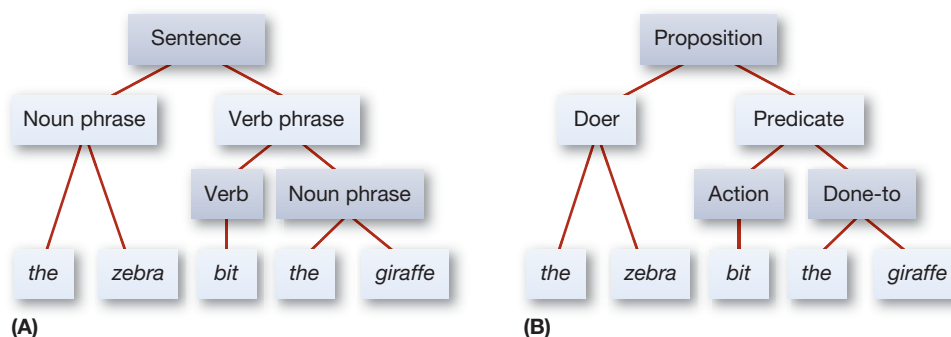 Sentence
Noun phrase
Verb phrase
Verb
Noun phrase
the
zebra
bit
the
giraffe
(A)
Proposition
Doer
Predicate
Action
Done-to
the
zebra
bit
the
giraffe
(B)